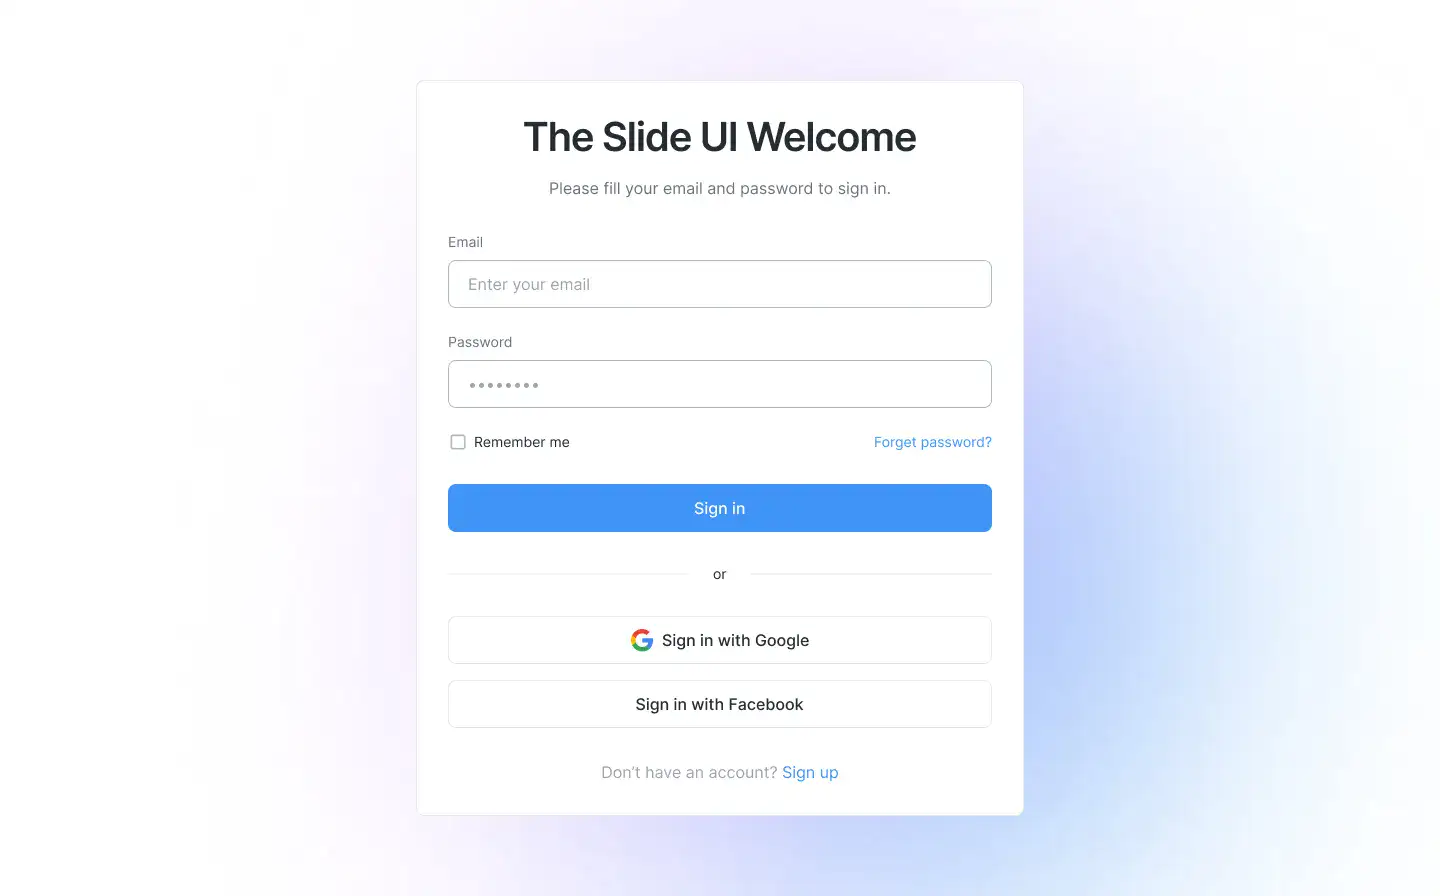 The Slide UI Welcome
Please fill your email and password to sign in.
Email
Enter your email
Password
••••••••
Remember me
Forget password?
Sign in
or
Sign in with Google
Sign in with Facebook
Don’t have an account? Sign up